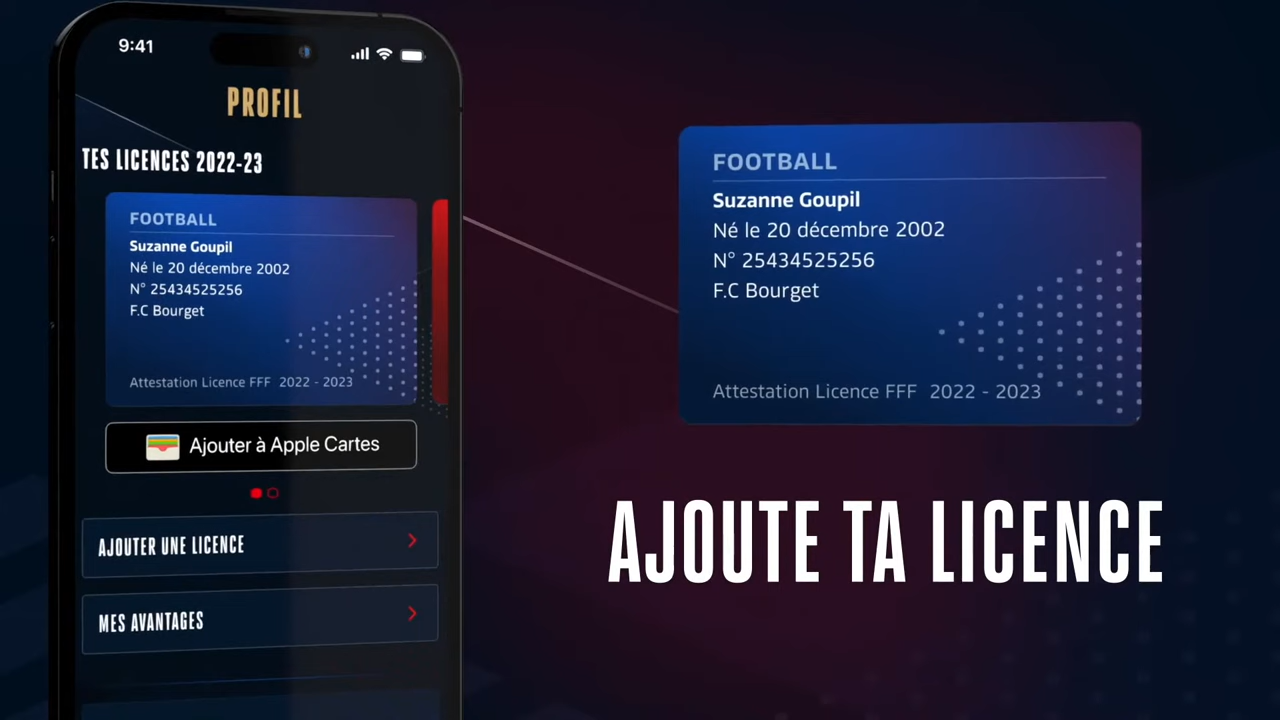 9:41
PROFIL
TES LICENCES 2022-23
FOOTBALL
Suzanne Goupil
Né le 20 décembre 2002
N° 25434525256
F.C Bourget
Attestation Licence FFF 2022 - 2023
Ajouter à Apple Cartes
AJOUTER UNE LICENCE
MES AVANTAGES
FOOTBALL
Suzanne Goupil
Né le 20 décembre 2002
N° 25434525256
F.C Bourget
Attestation Licence FFF 2022 - 2023
AJOUTE TA LICENCE